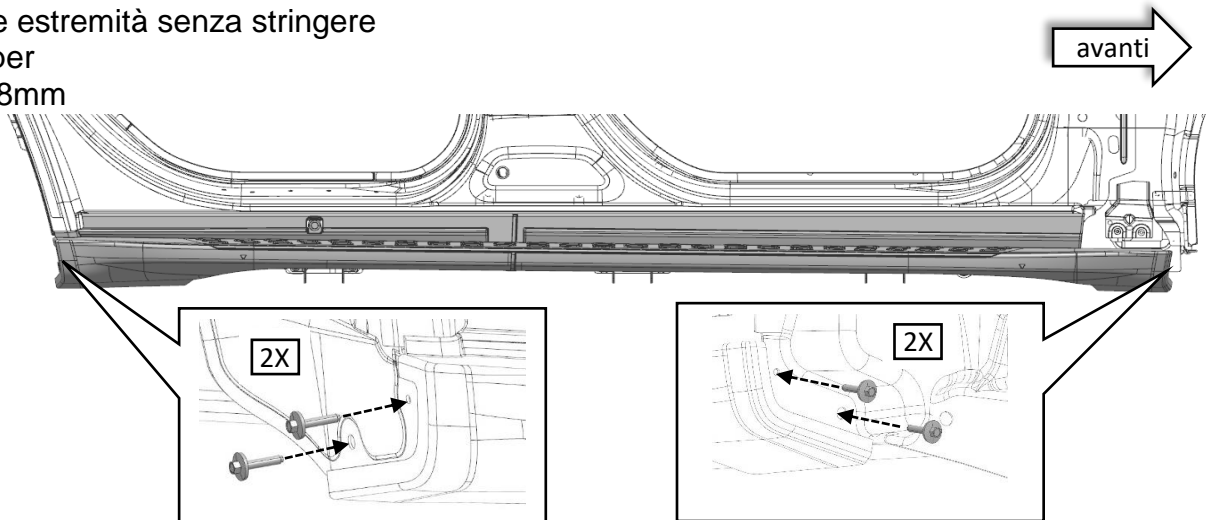 e estremità senza stringere
per
8mm
avanti
2X
2X